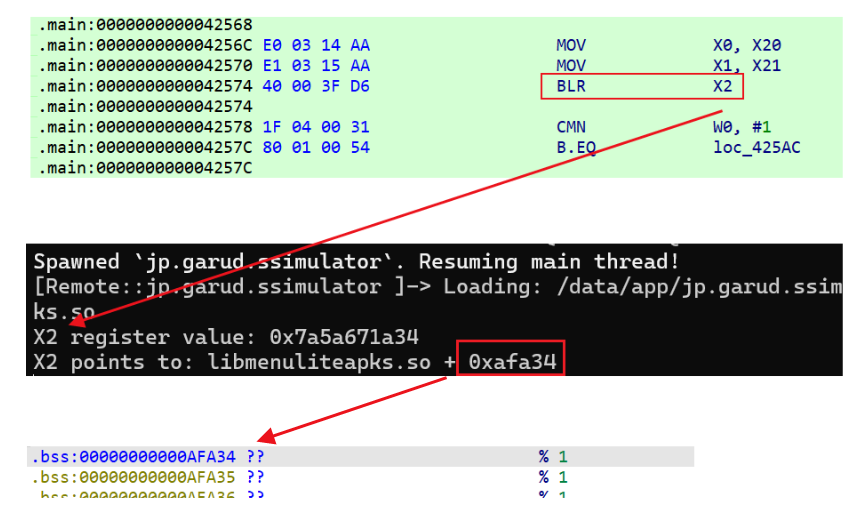 .main:0000000000042568
.main:000000000004256C E0 03 14 AA MOV X0, X20
.main:0000000000042570 E1 03 15 AA MOV X1, X21
.main:0000000000042574 40 00 3F D6 BLR X2
.main:0000000000042574
.main:0000000000042578 1F 04 00 31 CMN W0, #1
.main:000000000004257C 80 01 00 54 B.EQ loc_425AC
.main:000000000004257C
Spawned `jp.garud.ssimulator`. Resuming main thread!
[Remote::jp.garud.ssimulator ]-> Loading: /data/app/jp.garud.ssim
ks.so
X2 register value: 0x7a5a671a34
X2 points to: libmenuliteapks.so + 0xafa34
.bss:00000000000AFA34 ?? % 1
.bss:00000000000AFA35 ?? % 1
.bss:00000000000AFA36 ?? % 1